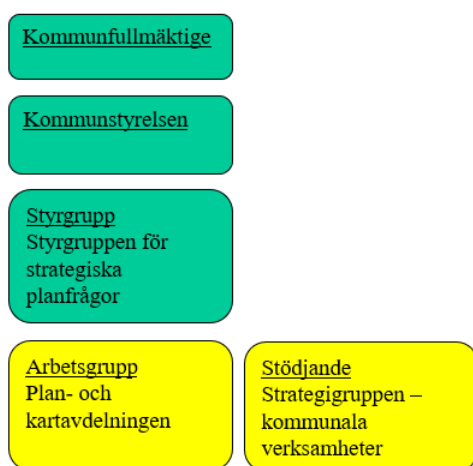 Kommunfullmäktige
Kommunstyrelsen
Styrgrupp
Styrgruppen för
strategiska
planfrågor
Arbetsgrupp
Plan- och
kartavdelningen
Stödjande
Strategigruppen –
kommunala
verksamheter